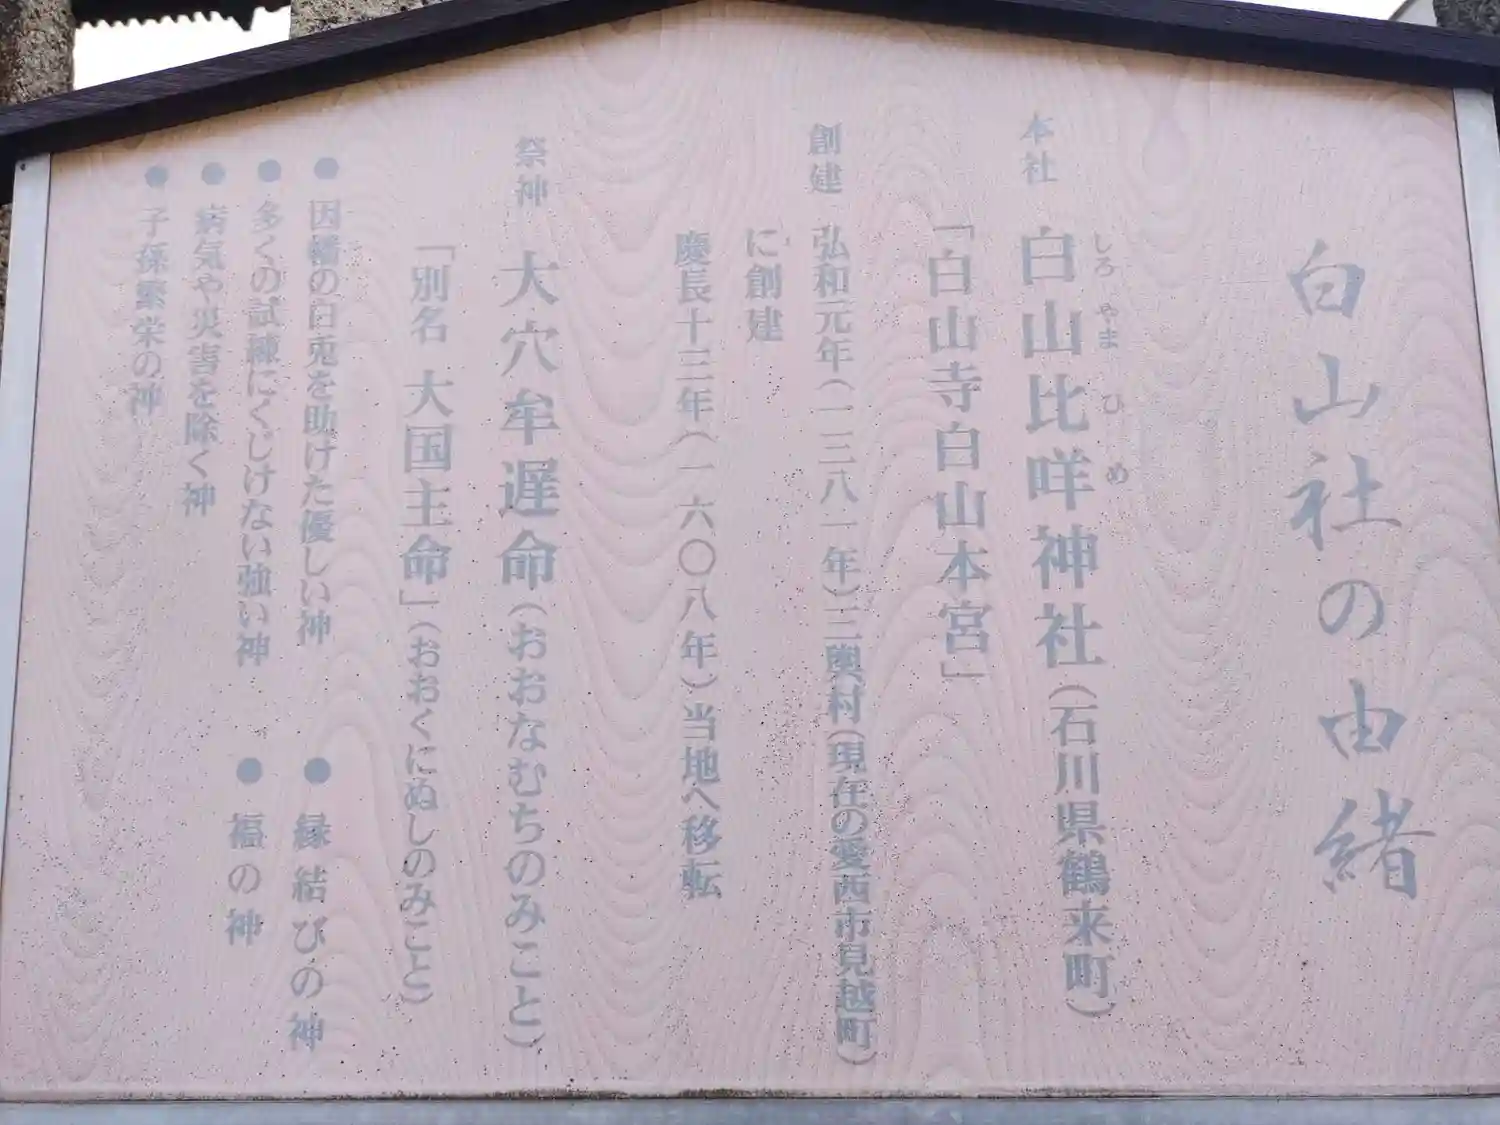 白山社の由緒
本社 白山比咩神社(石川県鶴来町)
しろ やま ひ め
「白山寺白山本宮」
創建 弘和元年(一三八一年)三輿村(現在の愛西市見越町)
に創建
慶長十三年(一六〇八年)当地へ移転
祭神 大穴牟遅命(おおなむちのみこと)
「別名 大国主命」(おおくにぬしのみこと)
●因幡の白兎を助けた優しい神 ●縁結びの神
●多くの試練にくじけない強い神 ●福の神
●病気や災害を除く神
●子孫繁栄の神